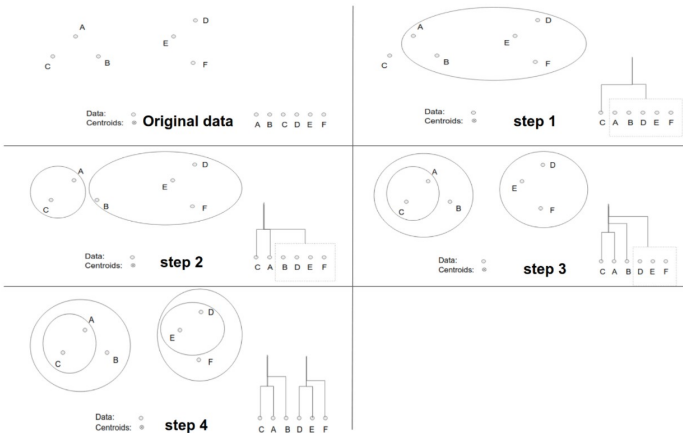 A
D
E
C
B
F
Data:
Centroids:
Original data
A B C D E F
A
D
E
C
B
F
Data:
Centroids:
step 1
C A B D E F
A
D
E
C
B
F
Data:
Centroids:
step 2
C A B D E F
A
D
E
C
B
F
Data:
Centroids:
step 3
C A B D E F
A
D
E
C
B
F
Data:
Centroids:
step 4
C A B D E F